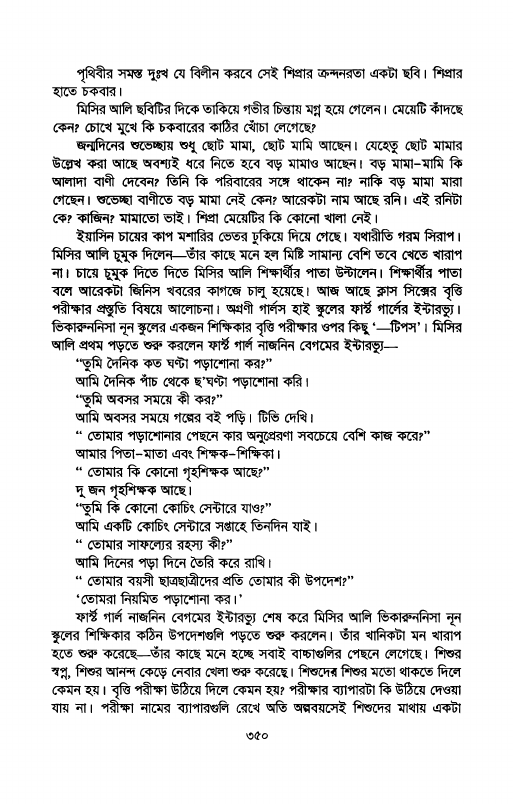 পৃথিবীর সমস্ত দুঃখ যে বিলীন করবে সেই শিপ্রার ক্রন্দনরতা একটা ছবি। শিপ্রার
হাতে চকবার।
মিসির আলি ছবিটির দিকে তাকিয়ে গভীর চিন্তায় মগ্ন হয়ে গেলেন। মেয়েটি কাঁদছে
কেন? চোখে মুখে কি চকবারের কাঠির খোঁচা লেগেছে?
জন্মদিনের শুভেচ্ছায় শুধু ছোট মামা, ছোট মামি আছেন। যেহেতু ছোট মামার
উল্লেখ করা আছে অবশ্যই ধরে নিতে হবে বড় মামাও আছেন। বড় মামা–মামি কি
আলাদা বাণী দেবেন? তিনি কি পরিবারের সঙ্গে থাকেন না? নাকি বড় মামা মারা
গেছেন। শুভেচ্ছা বাণীতে বড় মামা নেই কেন? আরেকটা নাম আছে রনি। এই রনিটা
কে? কাজিন? মামাতো ভাই। শিপ্রা মেয়েটির কি কোনো খালা নেই।
ইয়াসিন চায়ের কাপ মশারির ভেতর ঢুকিয়ে দিয়ে গেছে। যথারীতি গরম সিরাপ।
মিসির আলি চুমুক দিলেন—তাঁর কাছে মনে হল মিষ্টি সামান্য বেশি তবে খেতে খারাপ
না। চায়ে চুমুক দিতে দিতে মিসির আলি শিক্ষার্থীর পাতা উল্টালেন। শিক্ষার্থীর পাতা
বলে আরেকটা জিনিস খবরের কাগজে চালু হয়েছে। আজ আছে ক্লাস সিক্সের বৃত্তি
পরীক্ষার প্রস্তুতি বিষয়ে আলোচনা। অগ্রণী গার্লস হাই স্কুলের ফার্স্ট গার্লের ইন্টারভ্যু।
ভিকারুননিসা নূন স্কুলের একজন শিক্ষিকার বৃত্তি পরীক্ষার ওপর কিছু ‘—টিপস’। মিসির
আলি প্রথম পড়তে শুরু করলেন ফার্স্ট গার্ল নাজনিন বেগমের ইন্টারভ্যু—
“তুমি দৈনিক কত ঘণ্টা পড়াশোনা কর?”
আমি দৈনিক পাঁচ থেকে ছ’ঘণ্টা পড়াশোনা করি।
“তুমি অবসর সময়ে কী কর?”
আমি অবসর সময়ে গল্পের বই পড়ি। টিভি দেখি।
“ তোমার পড়াশোনার পেছনে কার অনুপ্রেরণা সবচেয়ে বেশি কাজ করে?”
আমার পিতা–মাতা এবং শিক্ষক–শিক্ষিকা।
“ তোমার কি কোনো গৃহশিক্ষক আছে?”
দু জন গৃহশিক্ষক আছে।
“তুমি কি কোনো কোচিং সেন্টারে যাও?”
আমি একটি কোচিং সেন্টারে সপ্তাহে তিনদিন যাই।
“ তোমার সাফল্যের রহস্য কী?”
আমি দিনের পড়া দিনে তৈরি করে রাখি।
“ তোমার বয়সী ছাত্রছাত্রীদের প্রতি তোমার কী উপদেশ?”
‘তোমরা নিয়মিত পড়াশোনা কর।’
ফার্স্ট গার্ল নাজনিন বেগমের ইন্টারভ্যু শেষ করে মিসির আলি ভিকারুননিসা নূন
স্কুলের শিক্ষিকার কঠিন উপদেশগুলি পড়তে শুরু করলেন। তাঁর খানিকটা মন খারাপ
হতে শুরু করেছে—তাঁর কাছে মনে হচ্ছে সবাই বাচ্চাগুলির পেছনে লেগেছে। শিশুর
স্বপ্ন, শিশুর আনন্দ কেড়ে নেবার খেলা শুরু করেছে। শিশুদের শিশুর মতো থাকতে দিলে
কেমন হয়। বৃত্তি পরীক্ষা উঠিয়ে দিলে কেমন হয়? পরীক্ষার ব্যাপারটা কি উঠিয়ে দেওয়া
যায় না। পরীক্ষা নামের ব্যাপারগুলি রেখে অতি অল্পবয়সেই শিশুদের মাথায় একটা
৩৫০